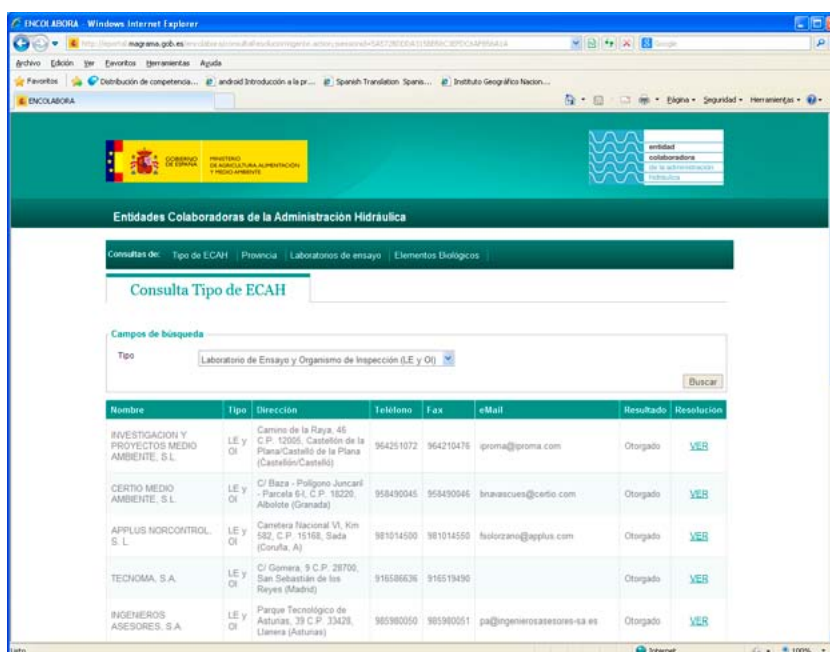 ENCOLABORA - Windows Internet Explorer
magrama.gob.es
Google
Archivo Edición Ver Favoritos Herramientas Ayuda
Favoritos Distribución de competencia... android Introducción a la pr.... Spanish Translation Spanis... Instituto Geográfico Nacion...
ENCOLABORA Página Seguridad Herramientas
GOBIERNO DE ESPAÑA
MINISTERIO
DE AGRICULTURA, ALIMENTACIÓN
Y MEDIO AMBIENTE
entidad
colaboradora
de la administración
hidráulica
Entidades Colaboradoras de la Administración Hidráulica
Consultas de: Tipo de ECAH Provincia Laboratorios de ensayo Elementos Biológicos
Consulta Tipo de ECAH
Campos de búsqueda
Tipo Laboratorio de Ensayo y Organismo de Inspección (LE y OI)
Buscar
Nombre Tipo Dirección Teléfono Fax eMail Resultado Resolucion
INVESTIGACION Y PROYECTOS MEDIO AMBIENTE, S.L. LE y OI Camino de la Raya, 46 C.P. 12005, Castellón de la Plana/Castelló de la Plana (Castellón/Castelló) 964251072 964210476 iproma@iproma.com Otorgado VER
CERTIO MEDIO AMBIENTE, S.L. LE y OI C/ Baza - Polígono Juncaril - Parcela 6-I, C.P. 18220, Albolote (Granada) 958490045 958490046 bnavascues@certio.com Otorgado VER
APPLUS NORCONTROL, S. L. LE y OI Carretera Nacional VI, Km 582, C.P. 15168, Sada (Coruña, A) 981014500 981014550 fsolorzano@applus.com Otorgado VER
TECNOMA, S.A. LE y OI C/ Gomera, 9 C.P. 28700, San Sebastián de los Reyes (Madrid) 916586636 916519490 Otorgado VER
INGENIEROS ASESORES, S.A. LE y OI Parque Tecnológico de Asturias, 39 C.P. 33428, Llanera (Asturias) 985980050 985980051 pa@ingenierosasesores-sa.es Otorgado VER
Listo Internet 100%